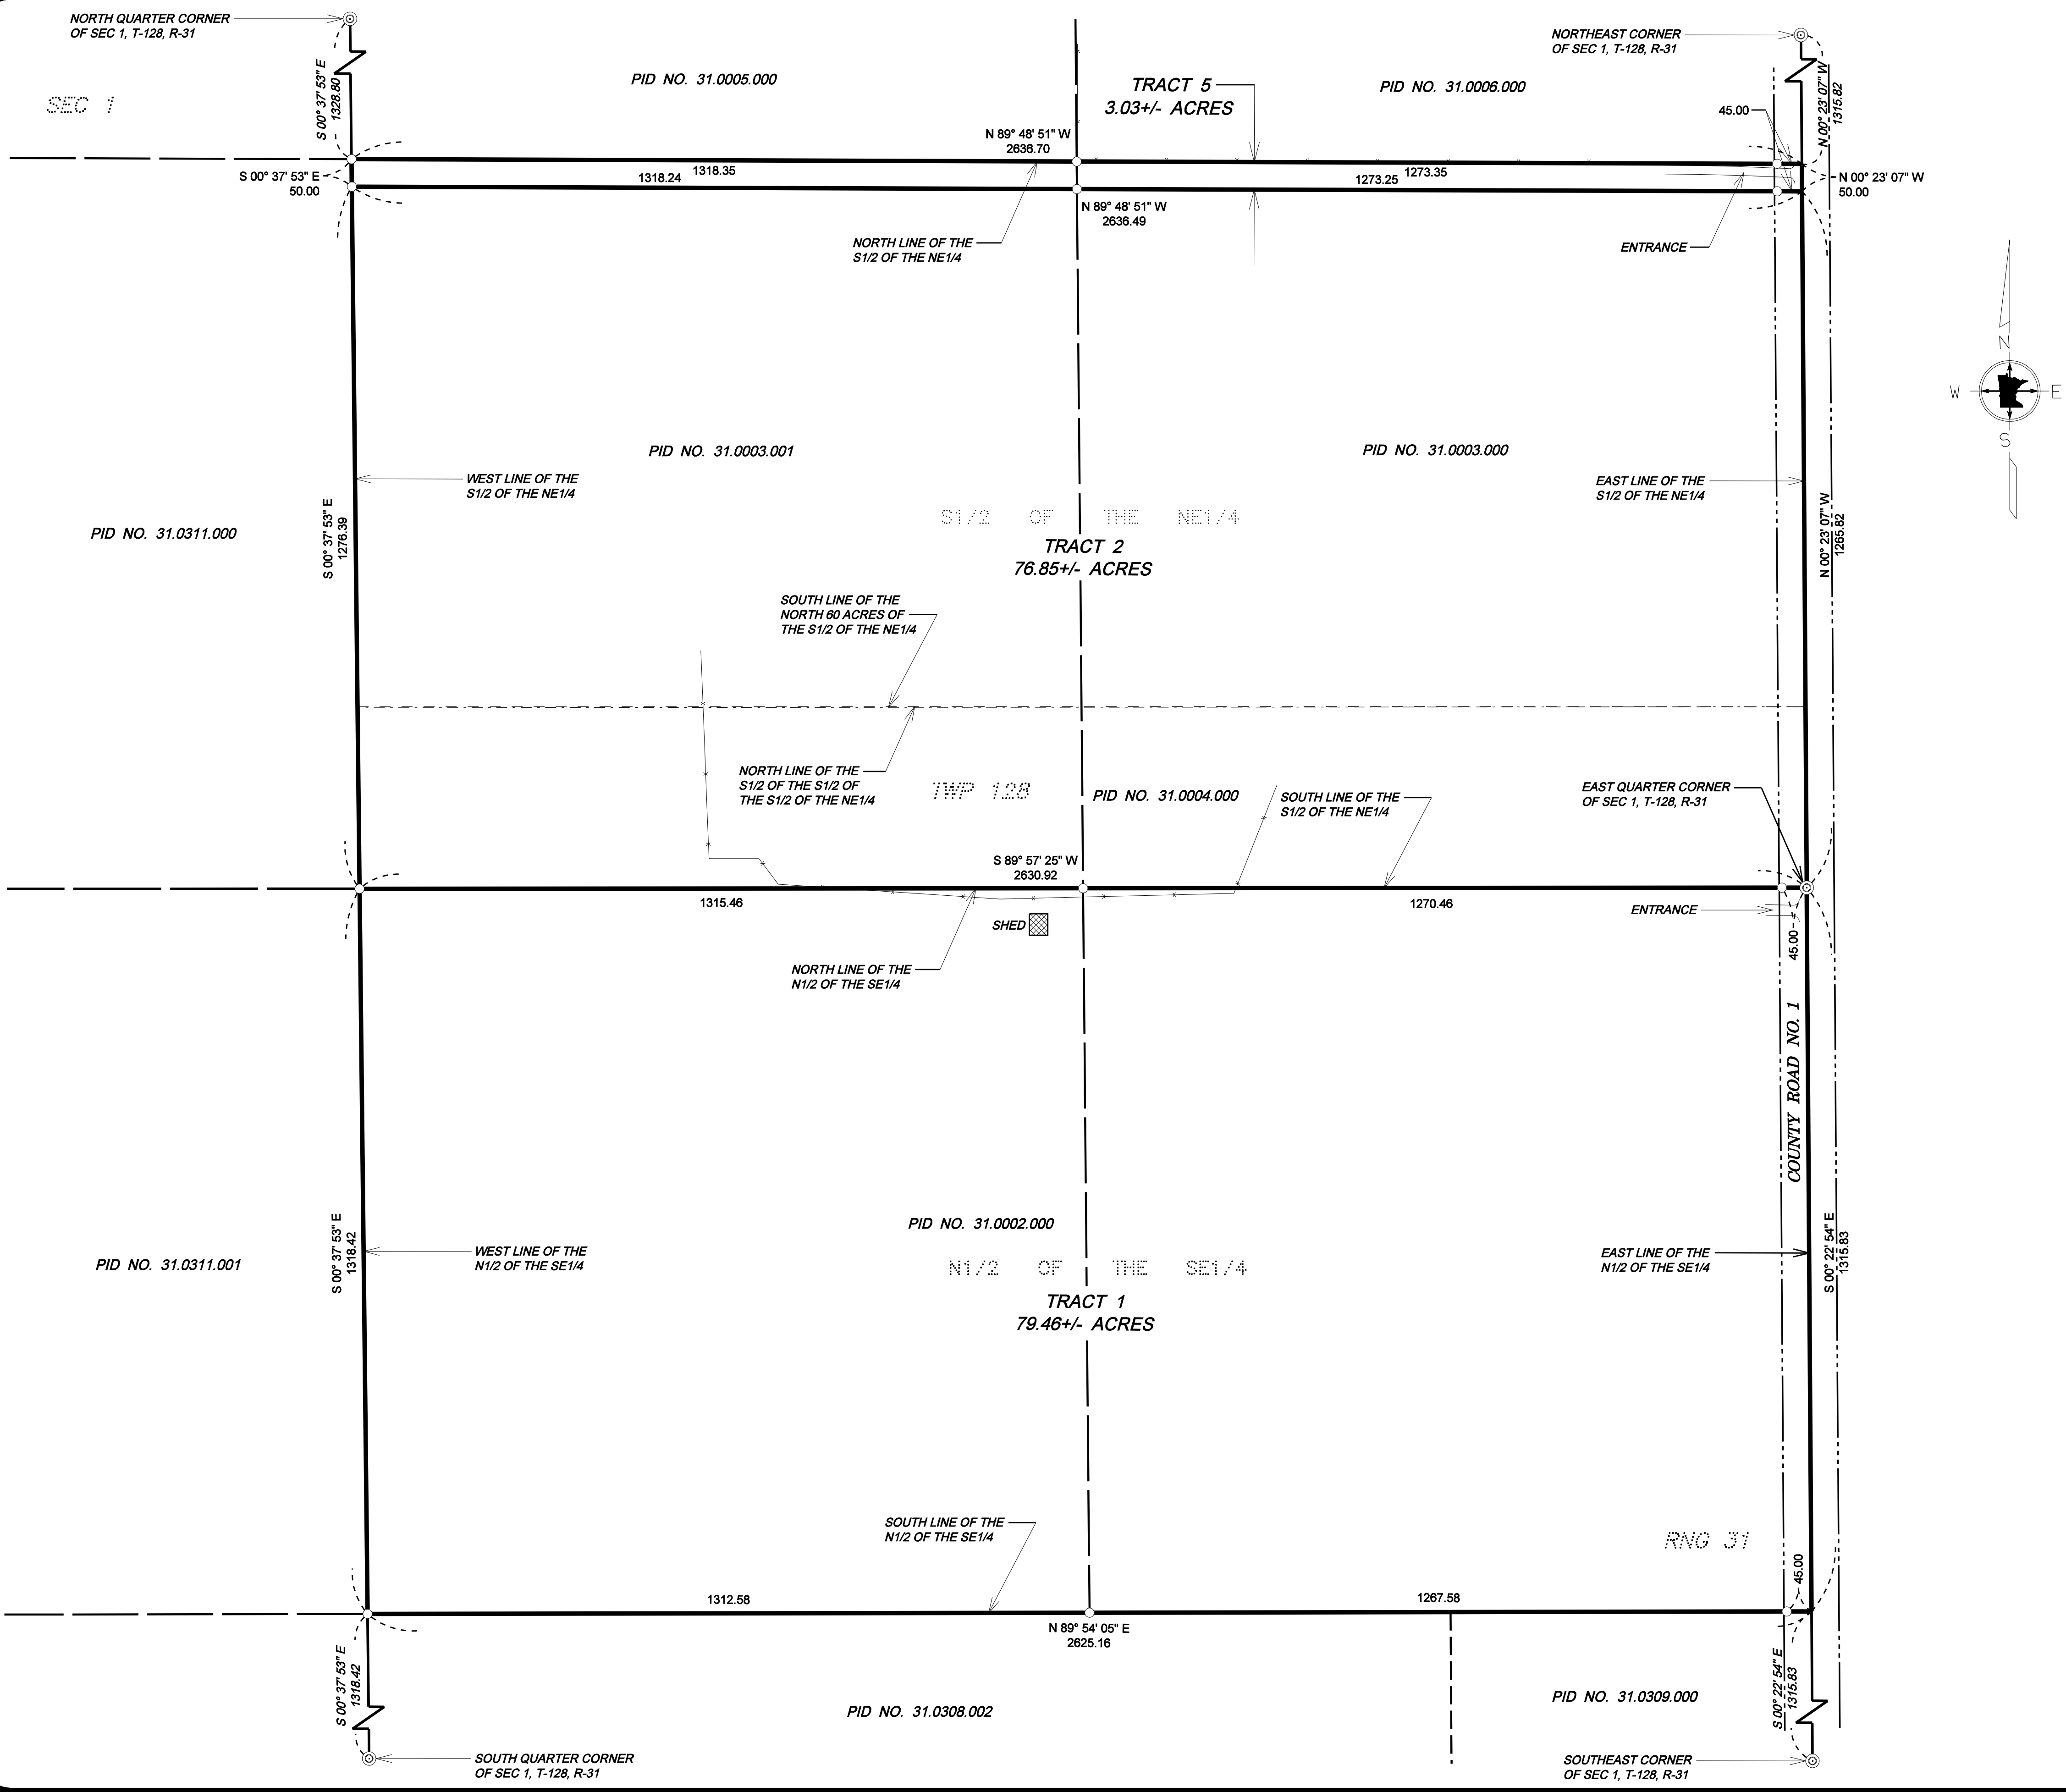 NORTH QUARTER CORNER
OF SEC 1, T-128, R-31
NORTHEAST CORNER
OF SEC 1, T-128, R-31
SEC 1
S 00° 37' 53" E
1328.80
PID NO. 31.0005.000
TRACT 5
3.03+/- ACRES
PID NO. 31.0006.000
45.00
N 00° 23' 07" W
1315.82
N 89° 48' 51" W
2636.70
1318.35
1318.24
1273.35
1273.25
S 00° 37' 53" E
50.00
N 00° 23' 07" W
50.00
N 89° 48' 51" W
2636.49
NORTH LINE OF THE
S1/2 OF THE NE1/4
ENTRANCE
N
W
E
S
PID NO. 31.0003.001
PID NO. 31.0003.000
WEST LINE OF THE
S1/2 OF THE NE1/4
EAST LINE OF THE
S1/2 OF THE NE1/4
PID NO. 31.0311.000
S 00° 37' 53" E
1276.39
N 00° 23' 07" W
1265.82
S1/2 OF THE NE1/4
TRACT 2
76.85+/- ACRES
SOUTH LINE OF THE
NORTH 60 ACRES OF
THE S1/2 OF THE NE1/4
NORTH LINE OF THE
S1/2 OF THE S1/2 OF
THE S1/2 OF THE NE1/4
TWP 128
PID NO. 31.0004.000
SOUTH LINE OF THE
S1/2 OF THE NE1/4
EAST QUARTER CORNER
OF SEC 1, T-128, R-31
S 89° 57' 25" W
2630.92
1315.46
1270.46
SHED
ENTRANCE
45.00
NORTH LINE OF THE
N1/2 OF THE SE1/4
COUNTY ROAD NO. 1
PID NO. 31.0002.000
N1/2 OF THE SE1/4
TRACT 1
79.46+/- ACRES
PID NO. 31.0311.001
S 00° 37' 53" E
1318.42
WEST LINE OF THE
N1/2 OF THE SE1/4
EAST LINE OF THE
N1/2 OF THE SE1/4
S 00° 22' 54" E
1315.83
SOUTH LINE OF THE
N1/2 OF THE SE1/4
RNG 31
45.00
1312.58
1267.58
N 89° 54' 05" E
2625.16
S 00° 37' 53" E
1318.42
S 00° 22' 54" E
1315.83
PID NO. 31.0308.002
PID NO. 31.0309.000
SOUTH QUARTER CORNER
OF SEC 1, T-128, R-31
SOUTHEAST CORNER
OF SEC 1, T-128, R-31